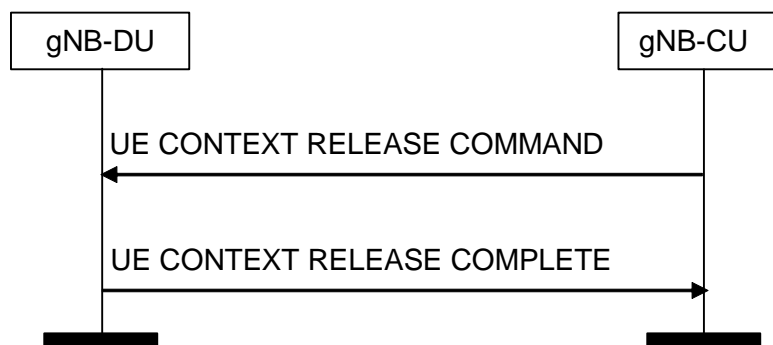 gNB-DU
gNB-CU
UE CONTEXT RELEASE COMMAND
UE CONTEXT RELEASE COMPLETE